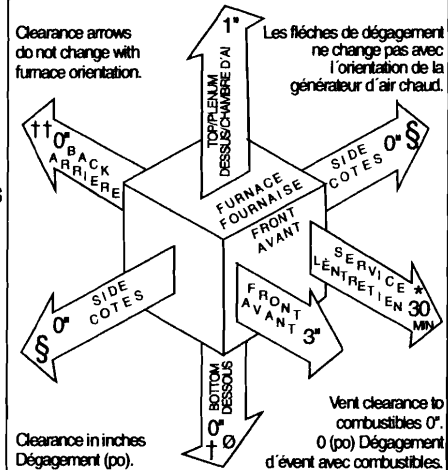 Clearance arrows
do not change with
furnace orientation.
Les fléches de dégagement
ne change pas avec
l´orientation de la
générateur d´air chaud.
1"
TOP/PLENUM
DESSUS/CHAMBRE D'AI
†† 0"
BACK
ARRIERE
SIDE
COTES
0" §
FURNACE
FOURNAISE
FRONT
AVANT
SERVICE
LÈNTRETIEN
*
30
MIN
SIDE
COTES
0"
§
FRONT
AVANT
3"
BOTTOM
DESSOUS
0"
† Ø
Clearance in inches
Dégagement (po).
Vent clearance to
combustibles 0".
0 (po) Dégagement
d´évent avec combustibles.